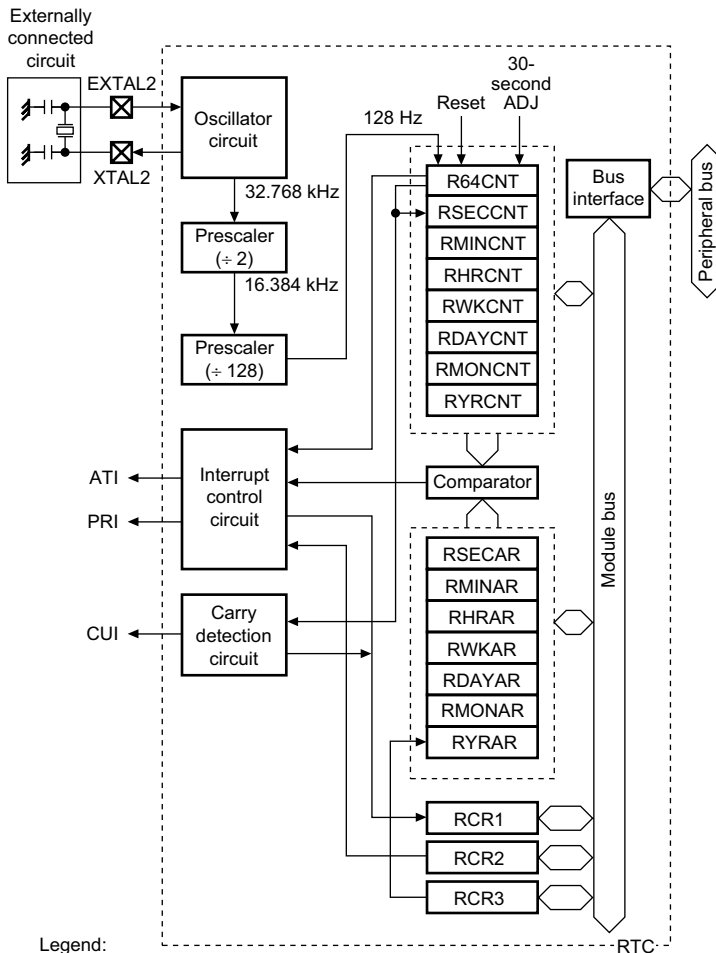 Externally
connected
circuit
EXTAL2
XTAL2
Oscillator
circuit
32.768 kHz
Prescaler
(÷ 2)
16.384 kHz
Prescaler
(÷ 128)
128 Hz
Reset
30-
second
ADJ
R64CNT
RSECCNT
RMINCNT
RHRCNT
RWKCNT
RDAYCNT
RMONCNT
RYRCNT
Bus
interface
Peripheral bus
ATI
PRI
Interrupt
control
circuit
Comparator
Module bus
CUI
Carry
detection
circuit
RSECAR
RMINAR
RHRAR
RWKAR
RDAYAR
RMONAR
RYRAR
RCR1
RCR2
RCR3
Legend:
RTC